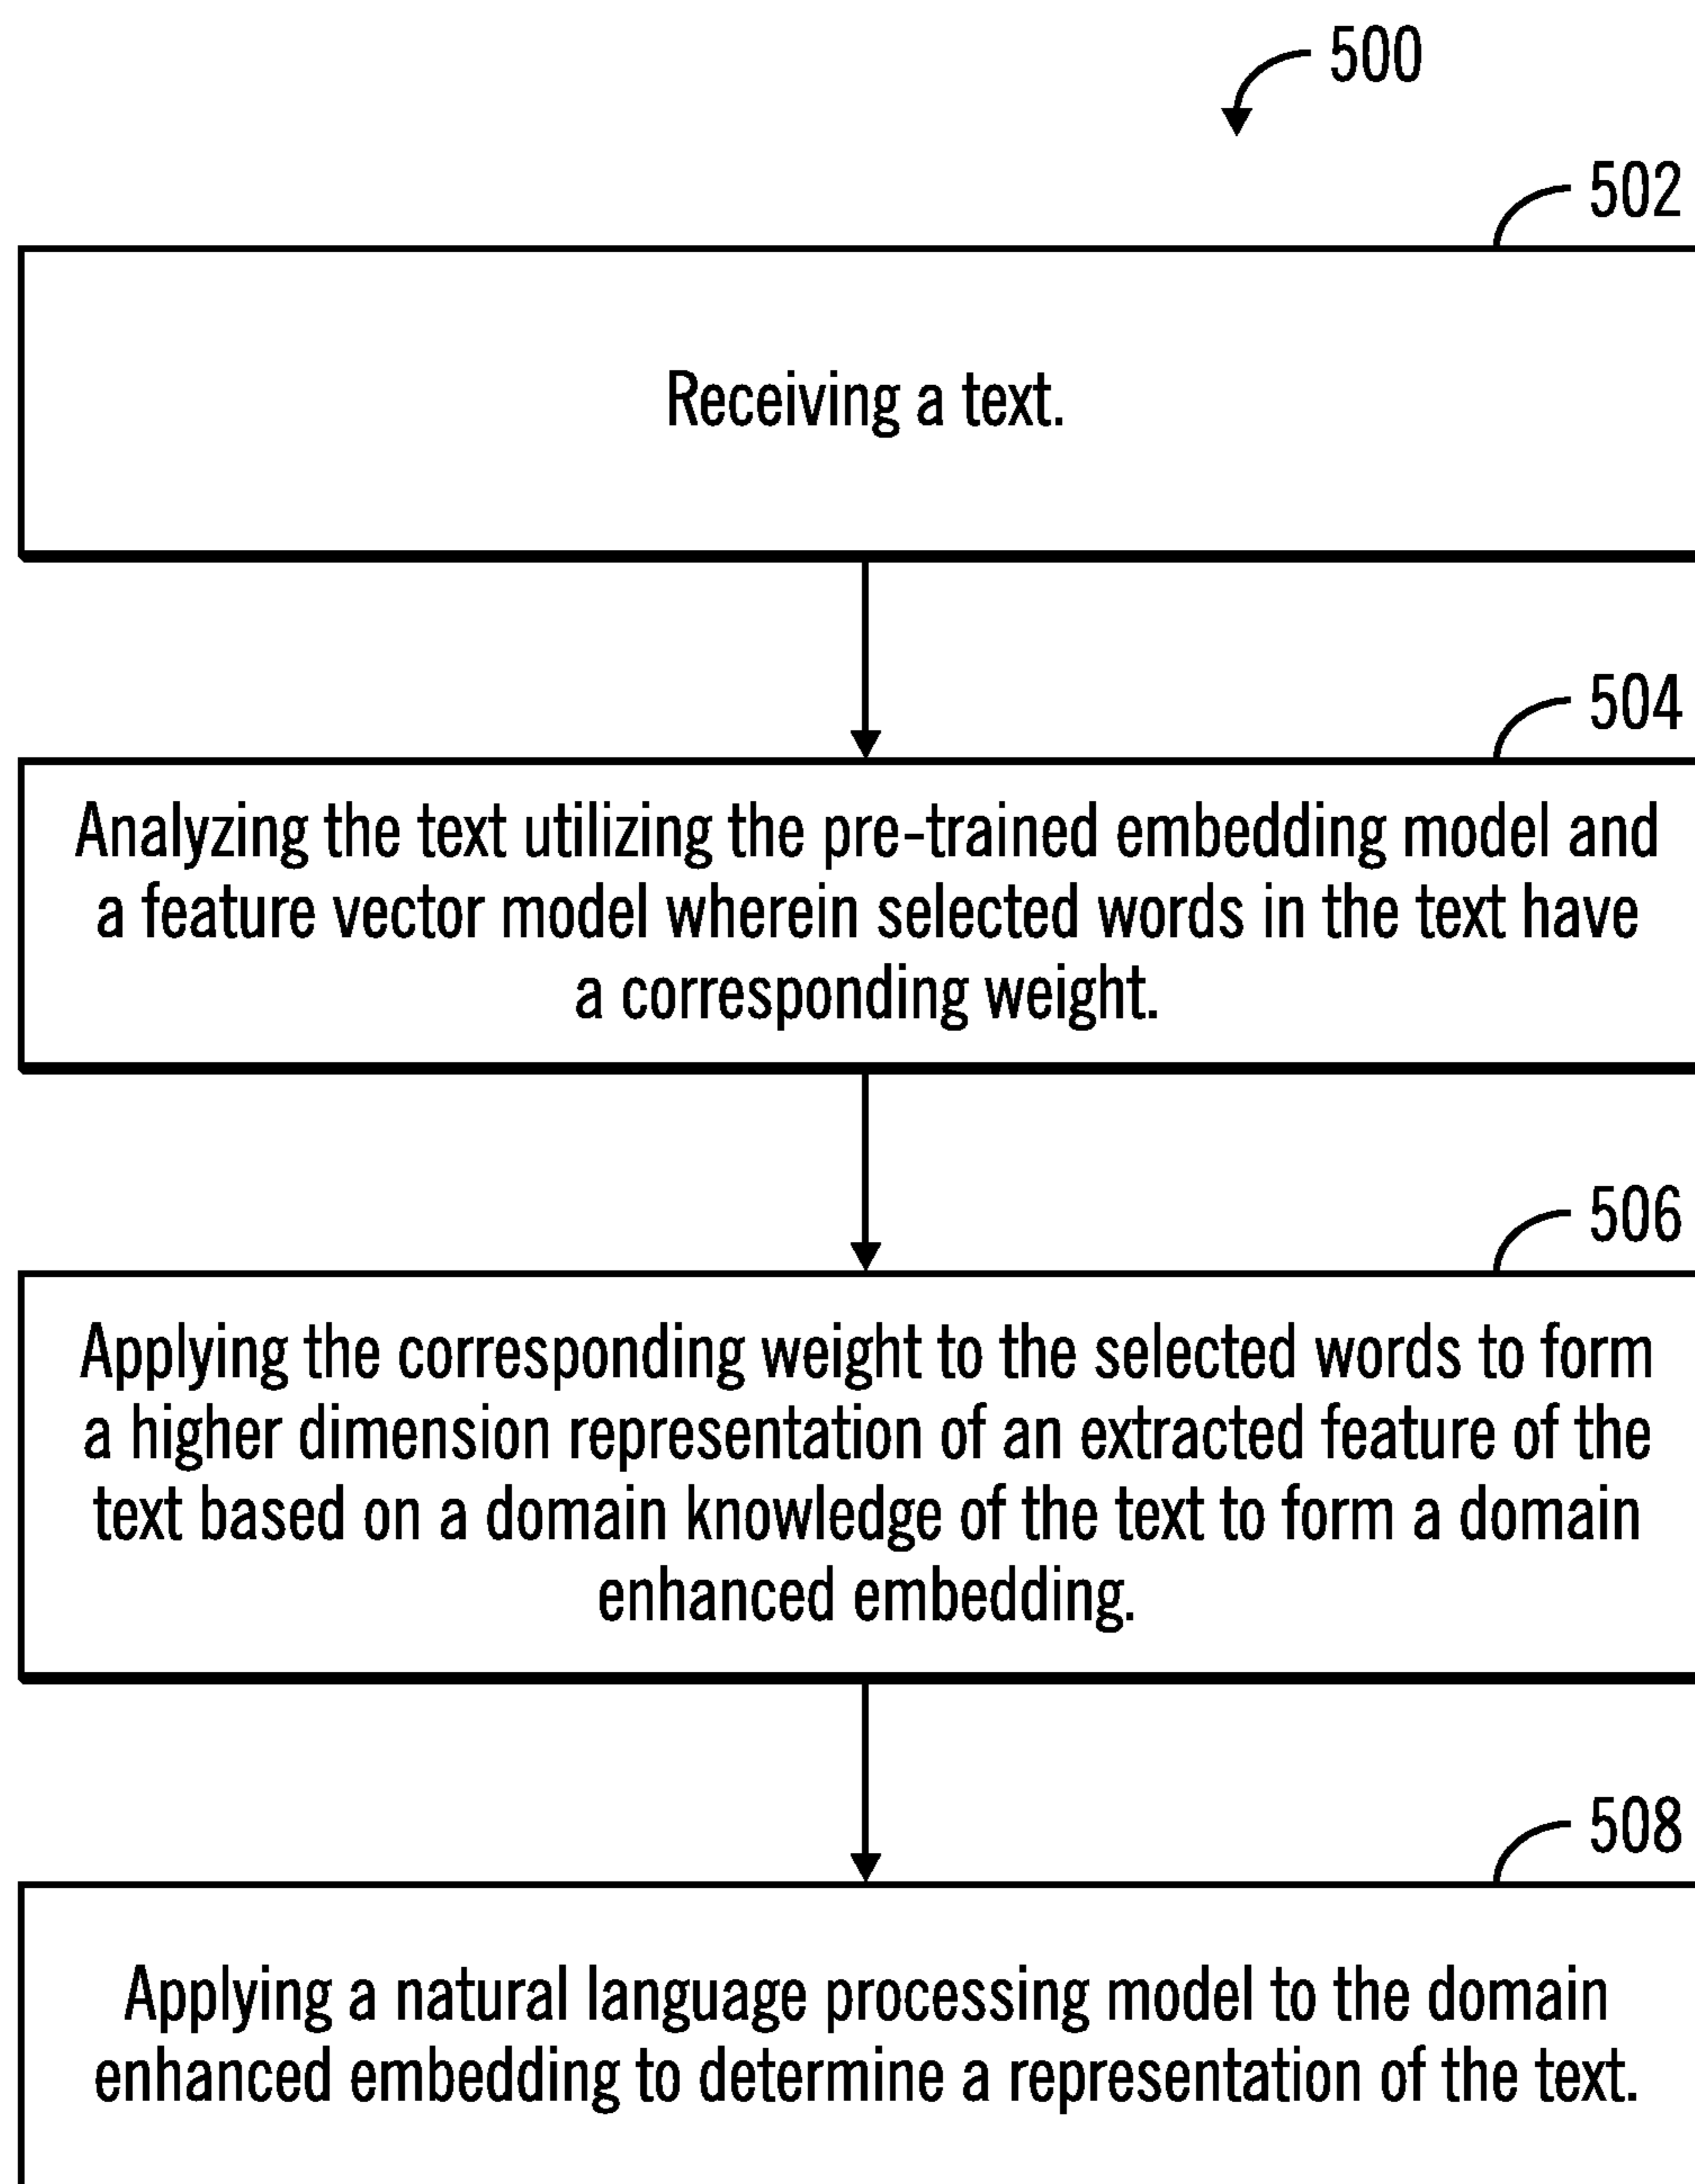 500
502
Receiving a text.
504
Analyzing the text utilizing the pre-trained embedding model and
a feature vector model wherein selected words in the text have
a corresponding weight.
506
Applying the corresponding weight to the selected words to form
a higher dimension representation of an extracted feature of the
text based on a domain knowledge of the text to form a domain
enhanced embedding.
508
Applying a natural language processing model to the domain
enhanced embedding to determine a representation of the text.